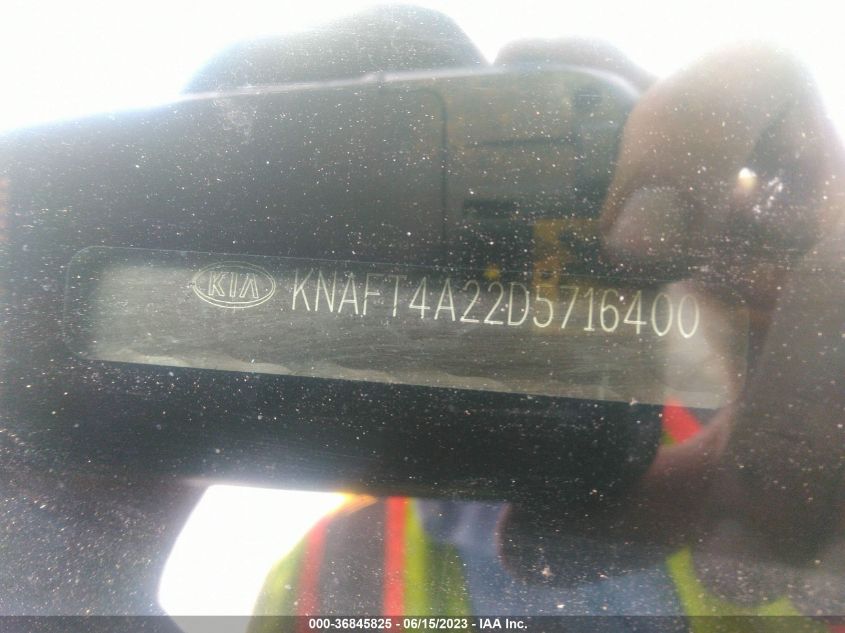 KIA KNAFT4A22D5716400
000-36845825 - 06/15/2023 - IAA Inc.